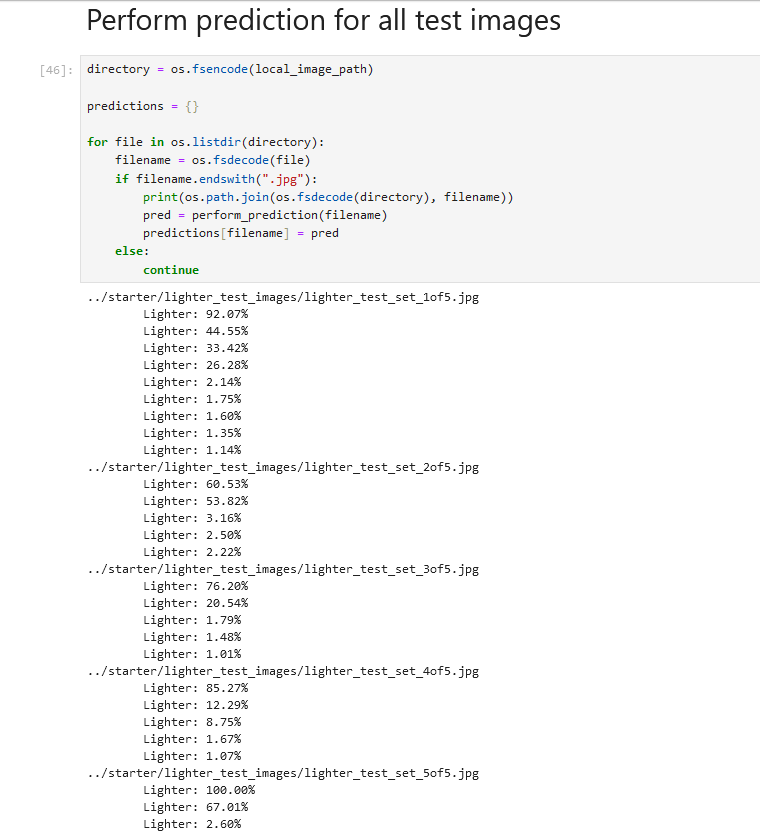 Perform prediction for all test images
[46]:
directory = os.fsencode(local_image_path)
predictions = {}
for file in os.listdir(directory):
    filename = os.fsdecode(file)
    if filename.endswith(".jpg"):
        print(os.path.join(os.fsdecode(directory), filename))
        pred = perform_prediction(filename)
        predictions[filename] = pred
    else:
        continue
../starter/lighter_test_images/lighter_test_set_1of5.jpg
        Lighter: 92.07%
        Lighter: 44.55%
        Lighter: 33.42%
        Lighter: 26.28%
        Lighter: 2.14%
        Lighter: 1.75%
        Lighter: 1.60%
        Lighter: 1.35%
        Lighter: 1.14%
../starter/lighter_test_images/lighter_test_set_2of5.jpg
        Lighter: 60.53%
        Lighter: 53.82%
        Lighter: 3.16%
        Lighter: 2.50%
        Lighter: 2.22%
../starter/lighter_test_images/lighter_test_set_3of5.jpg
        Lighter: 76.20%
        Lighter: 20.54%
        Lighter: 1.79%
        Lighter: 1.48%
        Lighter: 1.01%
../starter/lighter_test_images/lighter_test_set_4of5.jpg
        Lighter: 85.27%
        Lighter: 12.29%
        Lighter: 8.75%
        Lighter: 1.67%
        Lighter: 1.07%
../starter/lighter_test_images/lighter_test_set_5of5.jpg
        Lighter: 100.00%
        Lighter: 67.01%
        Lighter: 2.60%